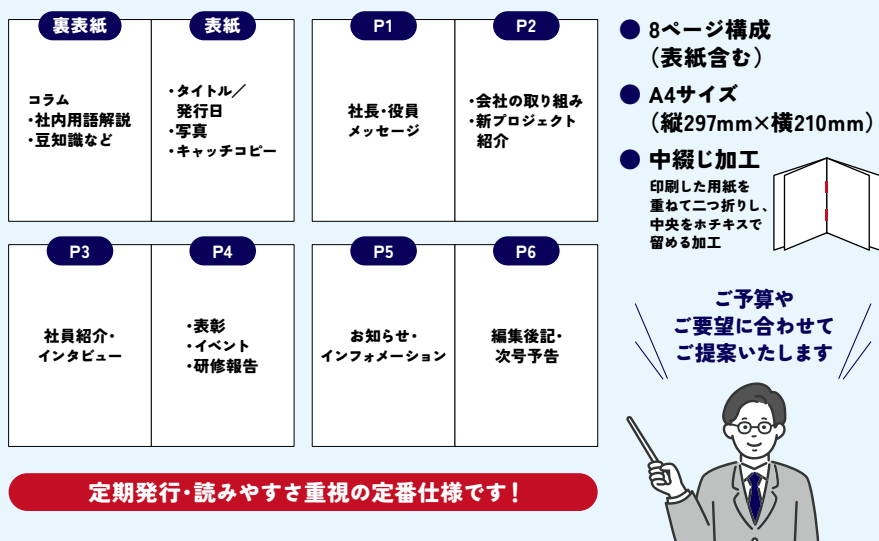 裏表紙
コラム
・社内用語解説
・豆知識など
表紙
・タイトル／
発行日
・写真
・キャッチコピー
P1
社長・役員
メッセージ
P2
・会社の取り組み
・新プロジェクト
紹介
P3
社員紹介・
インタビュー
P4
・表彰
・イベント
・研修報告
P5
お知らせ・
インフォメーション
P6
編集後記・
次号予告
定期発行・読みやすさ重視の定番仕様です！
● 8ページ構成
（表紙含む）
● A4サイズ
（縦297mm×横210mm）
● 中綴じ加工
印刷した用紙を
重ねて二つ折りし、
中央をホチキスで
留める加工
ご予算や
ご要望に合わせて
ご提案いたします